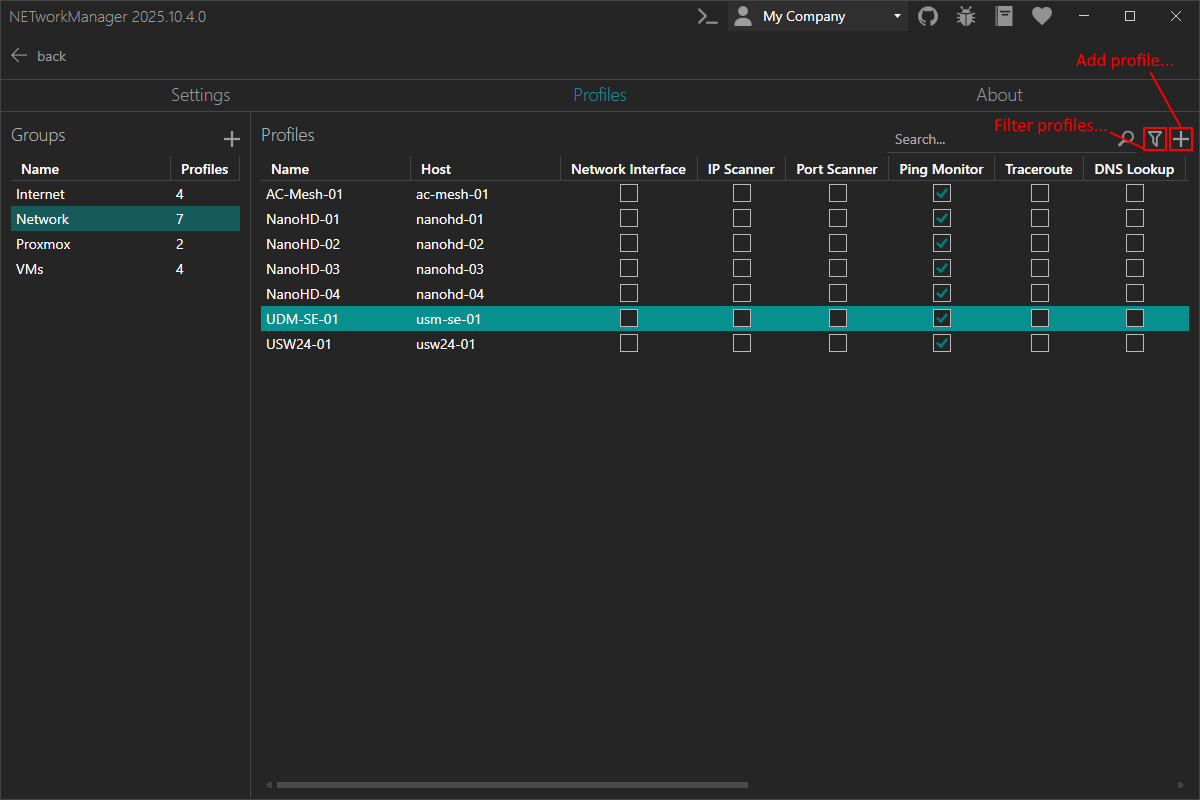 NETworkManager 2025.10.4.0
My Company
back
Add profile...
Settings Profiles About
Groups
Profiles
Search...
Filter profiles...
Name Profiles
Internet 4
Network 7
Proxmox 2
VMs 4
Name Host Network Interface IP Scanner Port Scanner Ping Monitor Traceroute DNS Lookup
AC-Mesh-01 ac-mesh-01
NanoHD-01 nanohd-01
NanoHD-02 nanohd-02
NanoHD-03 nanohd-03
NanoHD-04 nanohd-04
UDM-SE-01 usm-se-01
USW24-01 usw24-01